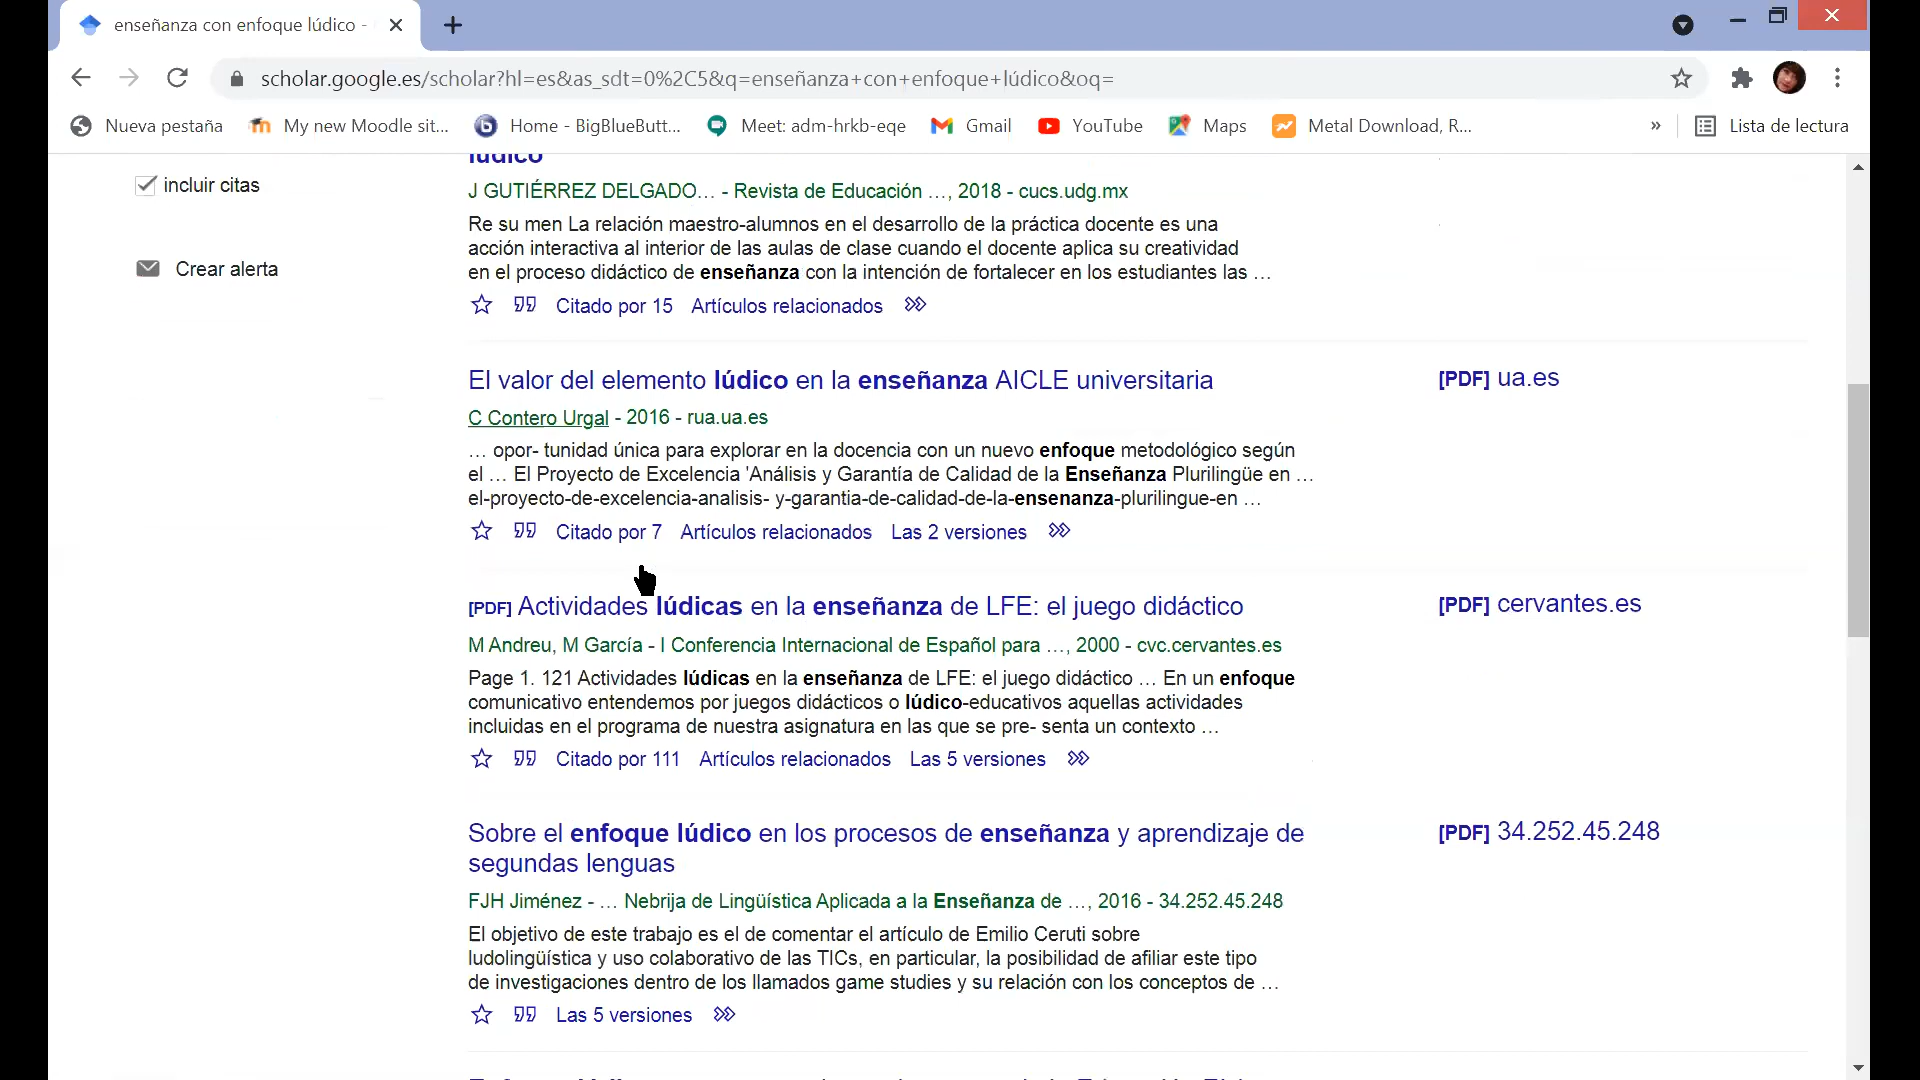 enseñanza con enfoque lúdico -
scholar.google.es/scholar?hl=es&as_sdt=0%2C5&q=enseñanza+con+enfoque+lúdico&oq=
Nueva pestaña
My new Moodle sit...
Home - BigBlueButt...
Meet: adm-hrkb-eqe
Gmail
YouTube
Maps
Metal Download, R...
»
Lista de lectura
incluir citas
Crear alerta
lúdico
J GUTIÉRREZ DELGADO… - Revista de Educación …, 2018 - cucs.udg.mx
Re su men La relación maestro-alumnos en el desarrollo de la práctica docente es una
acción interactiva al interior de las aulas de clase cuando el docente aplica su creatividad
en el proceso didáctico de enseñanza con la intención de fortalecer en los estudiantes las …
Citado por 15 Artículos relacionados
El valor del elemento lúdico en la enseñanza AICLE universitaria
[PDF] ua.es
C Contero Urgal - 2016 - rua.ua.es
… opor- tunidad única para explorar en la docencia con un nuevo enfoque metodológico según
el … El Proyecto de Excelencia 'Análisis y Garantía de Calidad de la Enseñanza Plurilingüe en …
el-proyecto-de-excelencia-analisis- y-garantia-de-calidad-de-la-ensenanza-plurilingue-en …
Citado por 7 Artículos relacionados Las 2 versiones
[PDF] Actividades lúdicas en la enseñanza de LFE: el juego didáctico
[PDF] cervantes.es
M Andreu, M García - I Conferencia Internacional de Español para …, 2000 - cvc.cervantes.es
Page 1. 121 Actividades lúdicas en la enseñanza de LFE: el juego didáctico … En un enfoque
comunicativo entendemos por juegos didácticos o lúdico-educativos aquellas actividades
incluidas en el programa de nuestra asignatura en las que se pre- senta un contexto …
Citado por 111 Artículos relacionados Las 5 versiones
Sobre el enfoque lúdico en los procesos de enseñanza y aprendizaje de
segundas lenguas
[PDF] 34.252.45.248
FJH Jiménez - … Nebrija de Lingüística Aplicada a la Enseñanza de …, 2016 - 34.252.45.248
El objetivo de este trabajo es el de comentar el artículo de Emilio Ceruti sobre
ludolingüística y uso colaborativo de las TICs, en particular, la posibilidad de afiliar este tipo
de investigaciones dentro de los llamados game studies y su relación con los conceptos de …
Las 5 versiones